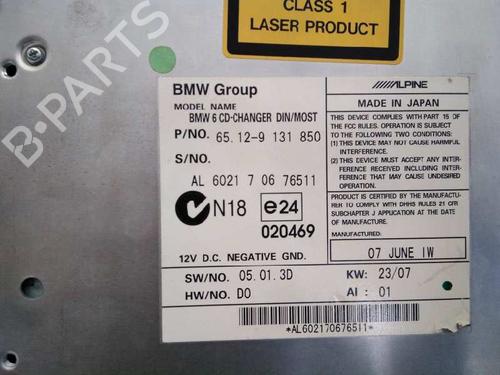 CLASS 1
LASER PRODUCT
BMW Group
MODEL NAME
BMW 6 CD-CHANGER DIN/MOST
P/NO. 65.12-9 131 850
S/NO.
AL 6021 7 06 76511
N18
e24
020469
12V D.C. NEGATIVE GND.
SW/NO. 05.01.3D
HW/NO. D0
ALPINE
MADE IN JAPAN
THIS DEVICE COMPLIES WITH PART 15 OF
THE FCC RULES. OPERATION IS SUBJECT
TO THE FOLLOWING TWO CONDITIONS:
(1) THIS DEVICE MAY NOT CAUSE HARMFUL
INTERFERENCE, AND
(2) THIS DEVICE MUST ACCEPT ANY INTER-
FERENCE RECEIVED INCLUDING INTER-
FERENCE THAT MAY CAUSE UNDESIRED
OPERATION.
PRODUCT IS CERTIFIED BY THE MANUFACTU-
RER TO COMPLY WITH DHHS RULES 21 CFR
SUBCHAPTER J APPLICATION AT THE DATE
OF MANUFACTURE.
MANUFACTURED:
07 JUNE IW
KW: 23/07
AI : 01
*AL602170676511*
B-PARTS